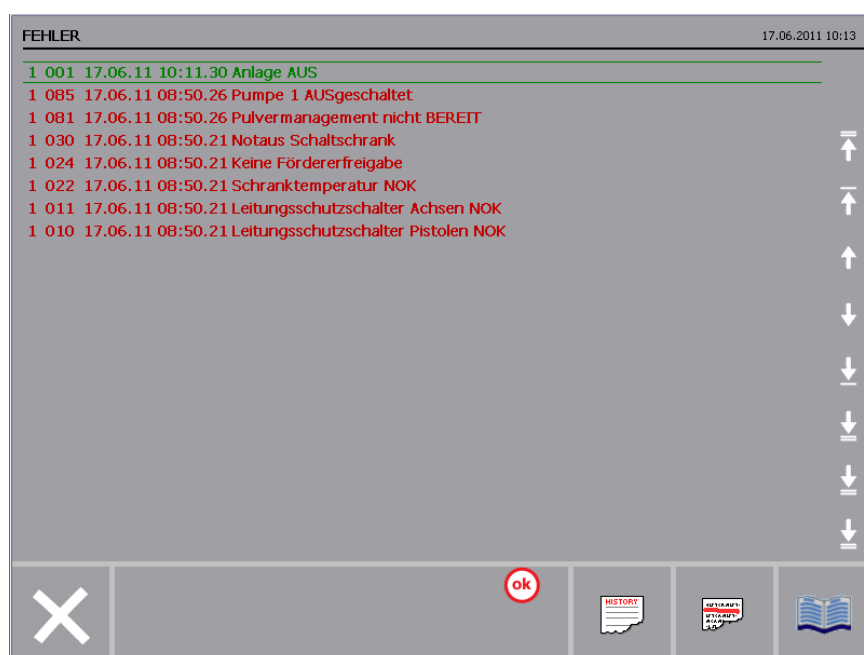 FEHLER 17.06.2011 10:13
1 001 17.06.11 10:11.30 Anlage AUS
1 085 17.06.11 08:50.26 Pumpe 1 AUSgeschaltet
1 081 17.06.11 08:50.26 Pulvermanagement nicht BEREIT
1 030 17.06.11 08:50.21 Notaus Schaltschrank
1 024 17.06.11 08:50.21 Keine Fördererfreigabe
1 022 17.06.11 08:50.21 Schranktemperatur NOK
1 011 17.06.11 08:50.21 Leitungsschutzschalter Achsen NOK
1 010 17.06.11 08:50.21 Leitungsschutzschalter Pistolen NOK
ok
HISTORY